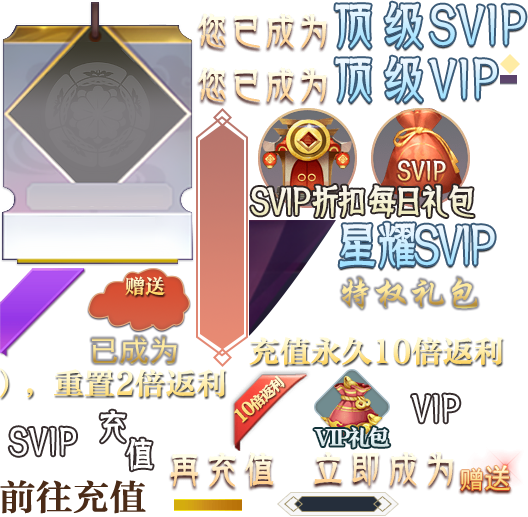 您已成为顶级SVIP
您已成为顶级VIP
SVIP
SVIP折扣
每日礼包
星耀SVIP
特权礼包
赠送
已成为
充值永久10倍返利
)，重置2倍返利
10倍返利
VIP礼包
VIP
SVIP
充值
再充值
立即成为
赠送
前往充值